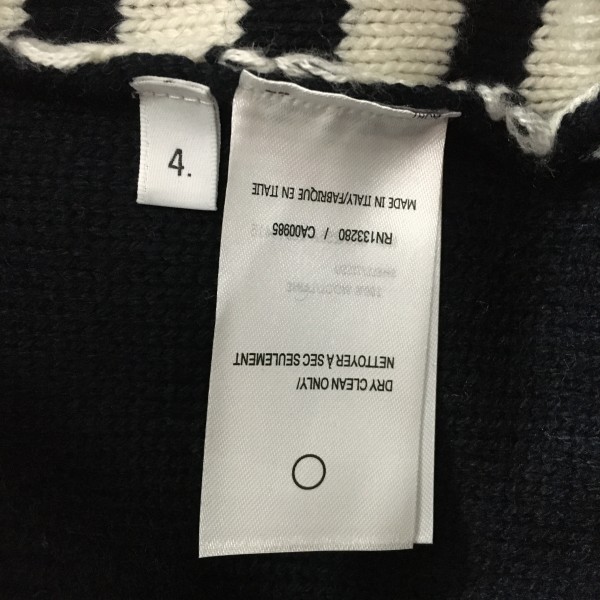 4.
DRY CLEAN ONLY/
NETTOYER À SEC SEULEMENT
RN133280 / CA00985
MADE IN ITALY/FABRIQUE EN ITALIE